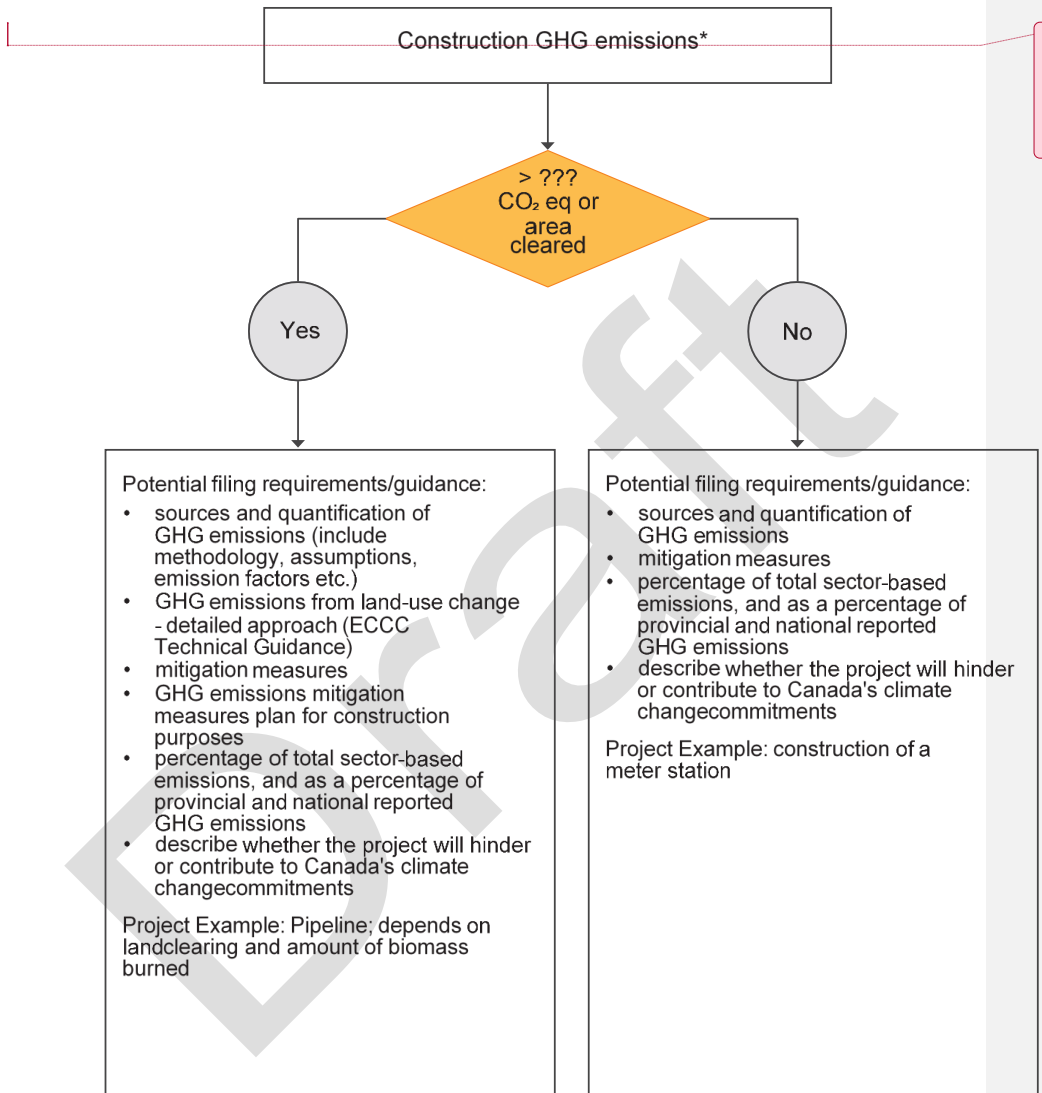 Construction GHG emissions*
> ???
CO₂ eq or
area
cleared
Yes
No
Potential filing requirements/guidance:
• sources and quantification of
GHG emissions (include
methodology, assumptions,
emission factors etc.)
• GHG emissions from land-use change
- detailed approach (ECCC
Technical Guidance)
• mitigation measures
• GHG emissions mitigation
measures plan for construction
purposes
• percentage of total sector-based
emissions, and as a percentage of
provincial and national reported
GHG emissions
• describe whether the project will hinder
or contribute to Canada's climate
changecommitments
Project Example: Pipeline; depends on
landclearing and amount of biomass
burned
Potential filing requirements/guidance:
• sources and quantification of
GHG emissions
• mitigation measures
• percentage of total sector-based
emissions, and as a percentage of
provincial and national reported
GHG emissions
• describe whether the project will hinder
or contribute to Canada's climate
changecommitments
Project Example: construction of a
meter station
Draft